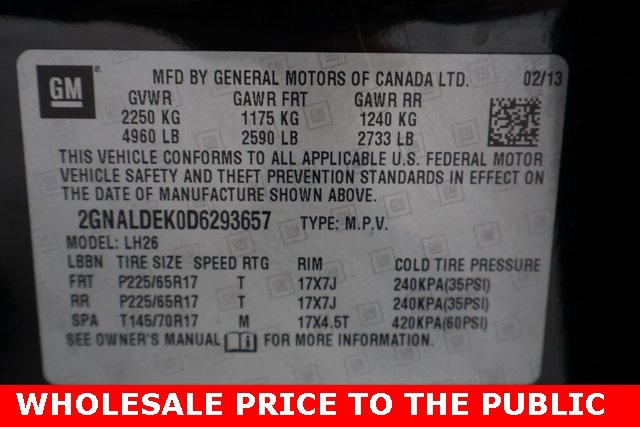 GM ®
MFD BY GENERAL MOTORS OF CANADA LTD. 02/13
GVWR GAWR FRT GAWR RR
2250 KG 1175 KG 1240 KG
4960 LB 2590 LB 2733 LB
THIS VEHICLE CONFORMS TO ALL APPLICABLE U.S. FEDERAL MOTOR
VEHICLE SAFETY AND THEFT PREVENTION STANDARDS IN EFFECT ON
THE DATE OF MANUFACTURE SHOWN ABOVE.
2GNALDEK0D6293657 TYPE: M.P.V.
MODEL: LH26
LBBN TIRE SIZE SPEED RTG RIM COLD TIRE PRESSURE
FRT P225/65R17 T 17X7J 240KPA(35PSI)
RR P225/65R17 T 17X7J 240KPA(35PSI)
SPA T145/70R17 M 17X4.5T 420KPA(60PSI)
SEE OWNER'S MANUAL FOR MORE INFORMATION.
WHOLESALE PRICE TO THE PUBLIC